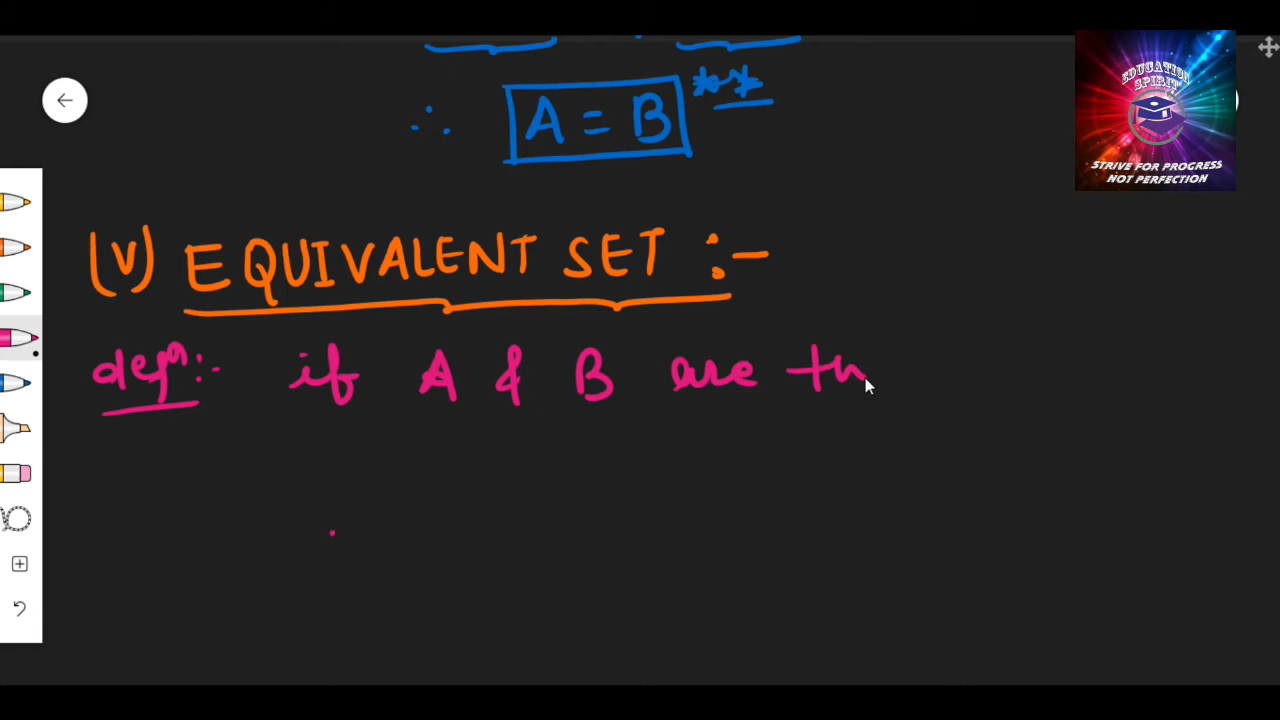 ∴ A = B **
EDUCATION
SPIRIT
STRIVE FOR PROGRESS
NOT PERFECTION
(V) EQUIVALENT SET :-
defn:- if A & B are th